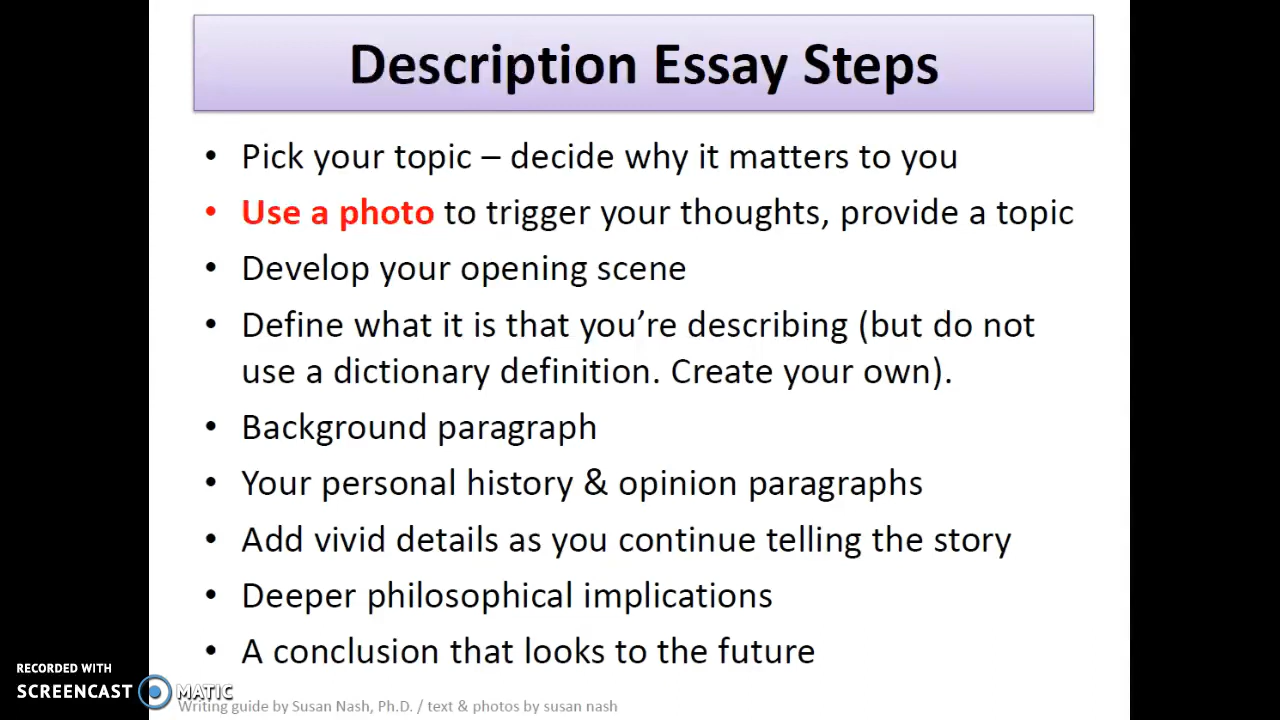 Description Essay Steps
• Pick your topic – decide why it matters to you
• Use a photo to trigger your thoughts, provide a topic
• Develop your opening scene
• Define what it is that you’re describing (but do not
use a dictionary definition. Create your own).
• Background paragraph
• Your personal history & opinion paragraphs
• Add vivid details as you continue telling the story
• Deeper philosophical implications
• A conclusion that looks to the future
RECORDED WITH
SCREENCAST MATIC
Writing guide by Susan Nash, Ph.D. / text & photos by susan nash